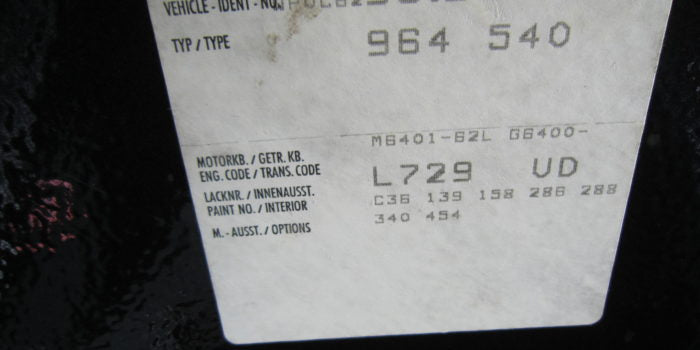 VEHICLE - IDENT - NO.
TYP / TYPE 964 540
M6401-62L G6400-
MOTORKB. / GETR. KB.
ENG. CODE / TRANS. CODE L729 UD
LACKNR. / INNENAUSST.
PAINT NO. / INTERIOR C36 139 158 286 288
M. - AUSST. / OPTIONS 340 454